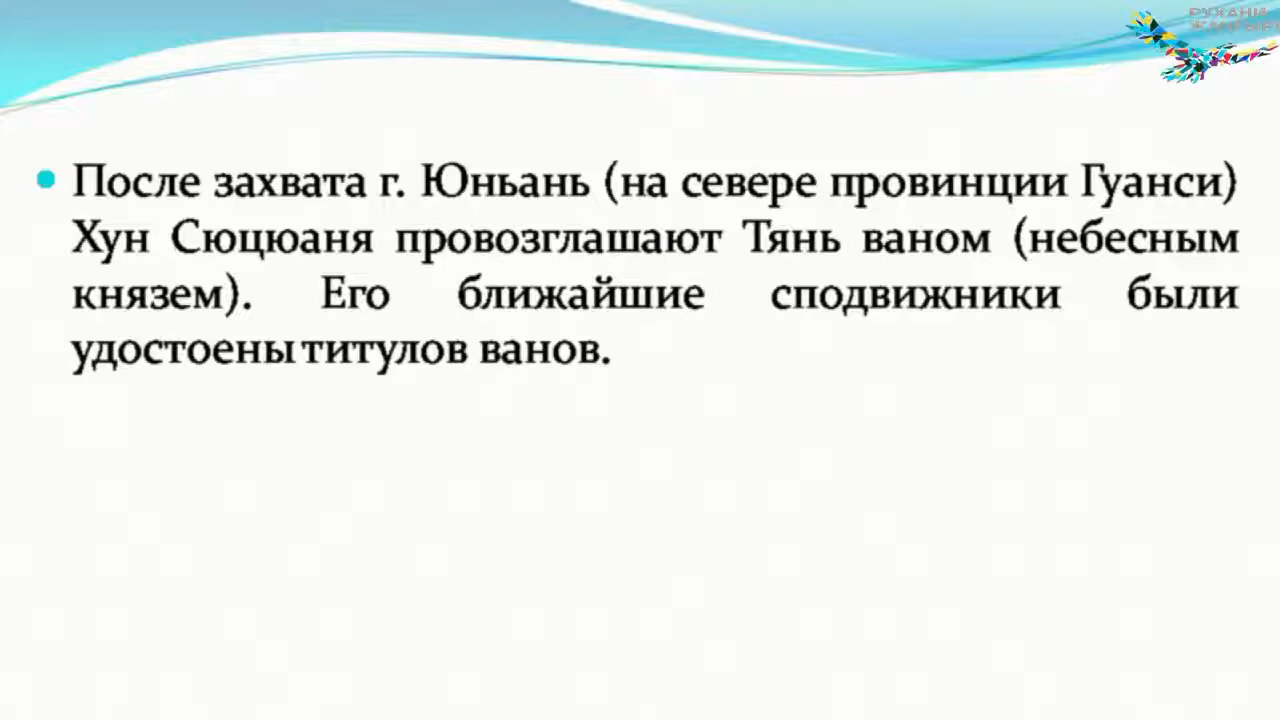 РУХАНИ
• После захвата г. Юньань (на севере провинции Гуанси)
Хун Сюцюаня провозглашают Тянь ваном (небесным
князем). Его ближайшие сподвижники были
удостоены титулов ванов.